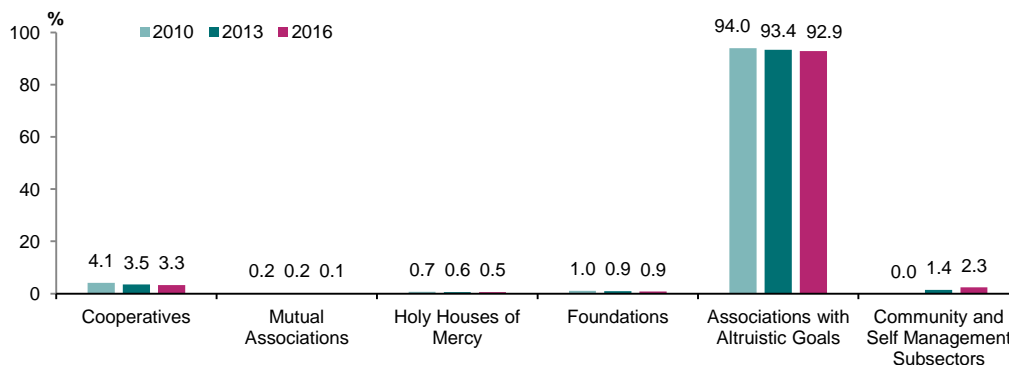 %
2010 2013 2016
100
80
60
40
20
0
94.0 93.4 92.9
4.1 3.5 3.3
0.2 0.2 0.1
0.7 0.6 0.5
1.0 0.9 0.9
0.0 1.4 2.3
Cooperatives
Mutual
Associations
Holy Houses of
Mercy
Foundations
Associations with
Altruistic Goals
Community and
Self Management
Subsectors